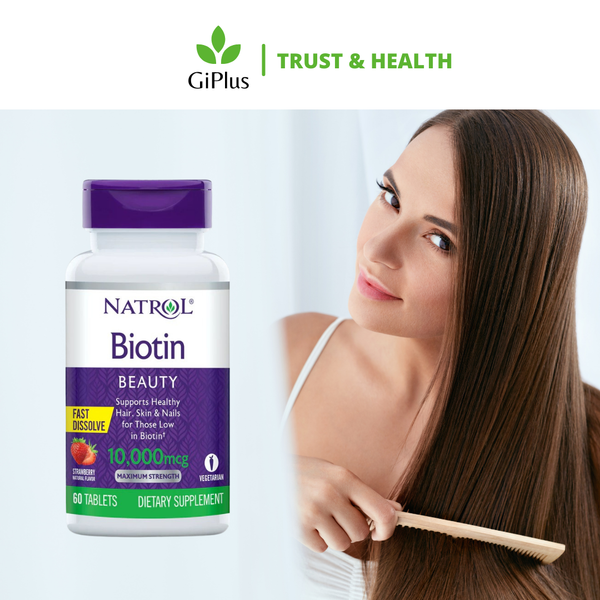 GiPlus
TRUST & HEALTH
NATROL®
Biotin
BEAUTY
Supports Healthy
Hair, Skin & Nails
for Those Low
in Biotin†
FAST
DISSOLVE
10,000mcg
MAXIMUM STRENGTH
STRAWBERRY
NATURAL FLAVOR
VEGETARIAN
60 TABLETS
DIETARY SUPPLEMENT